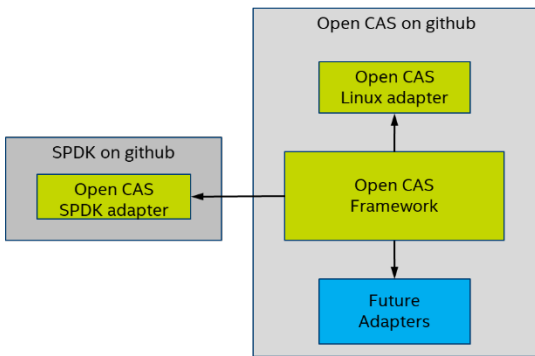 Open CAS on github
Open CAS
Linux adapter
SPDK on github
Open CAS
SPDK adapter
Open CAS
Framework
Future
Adapters